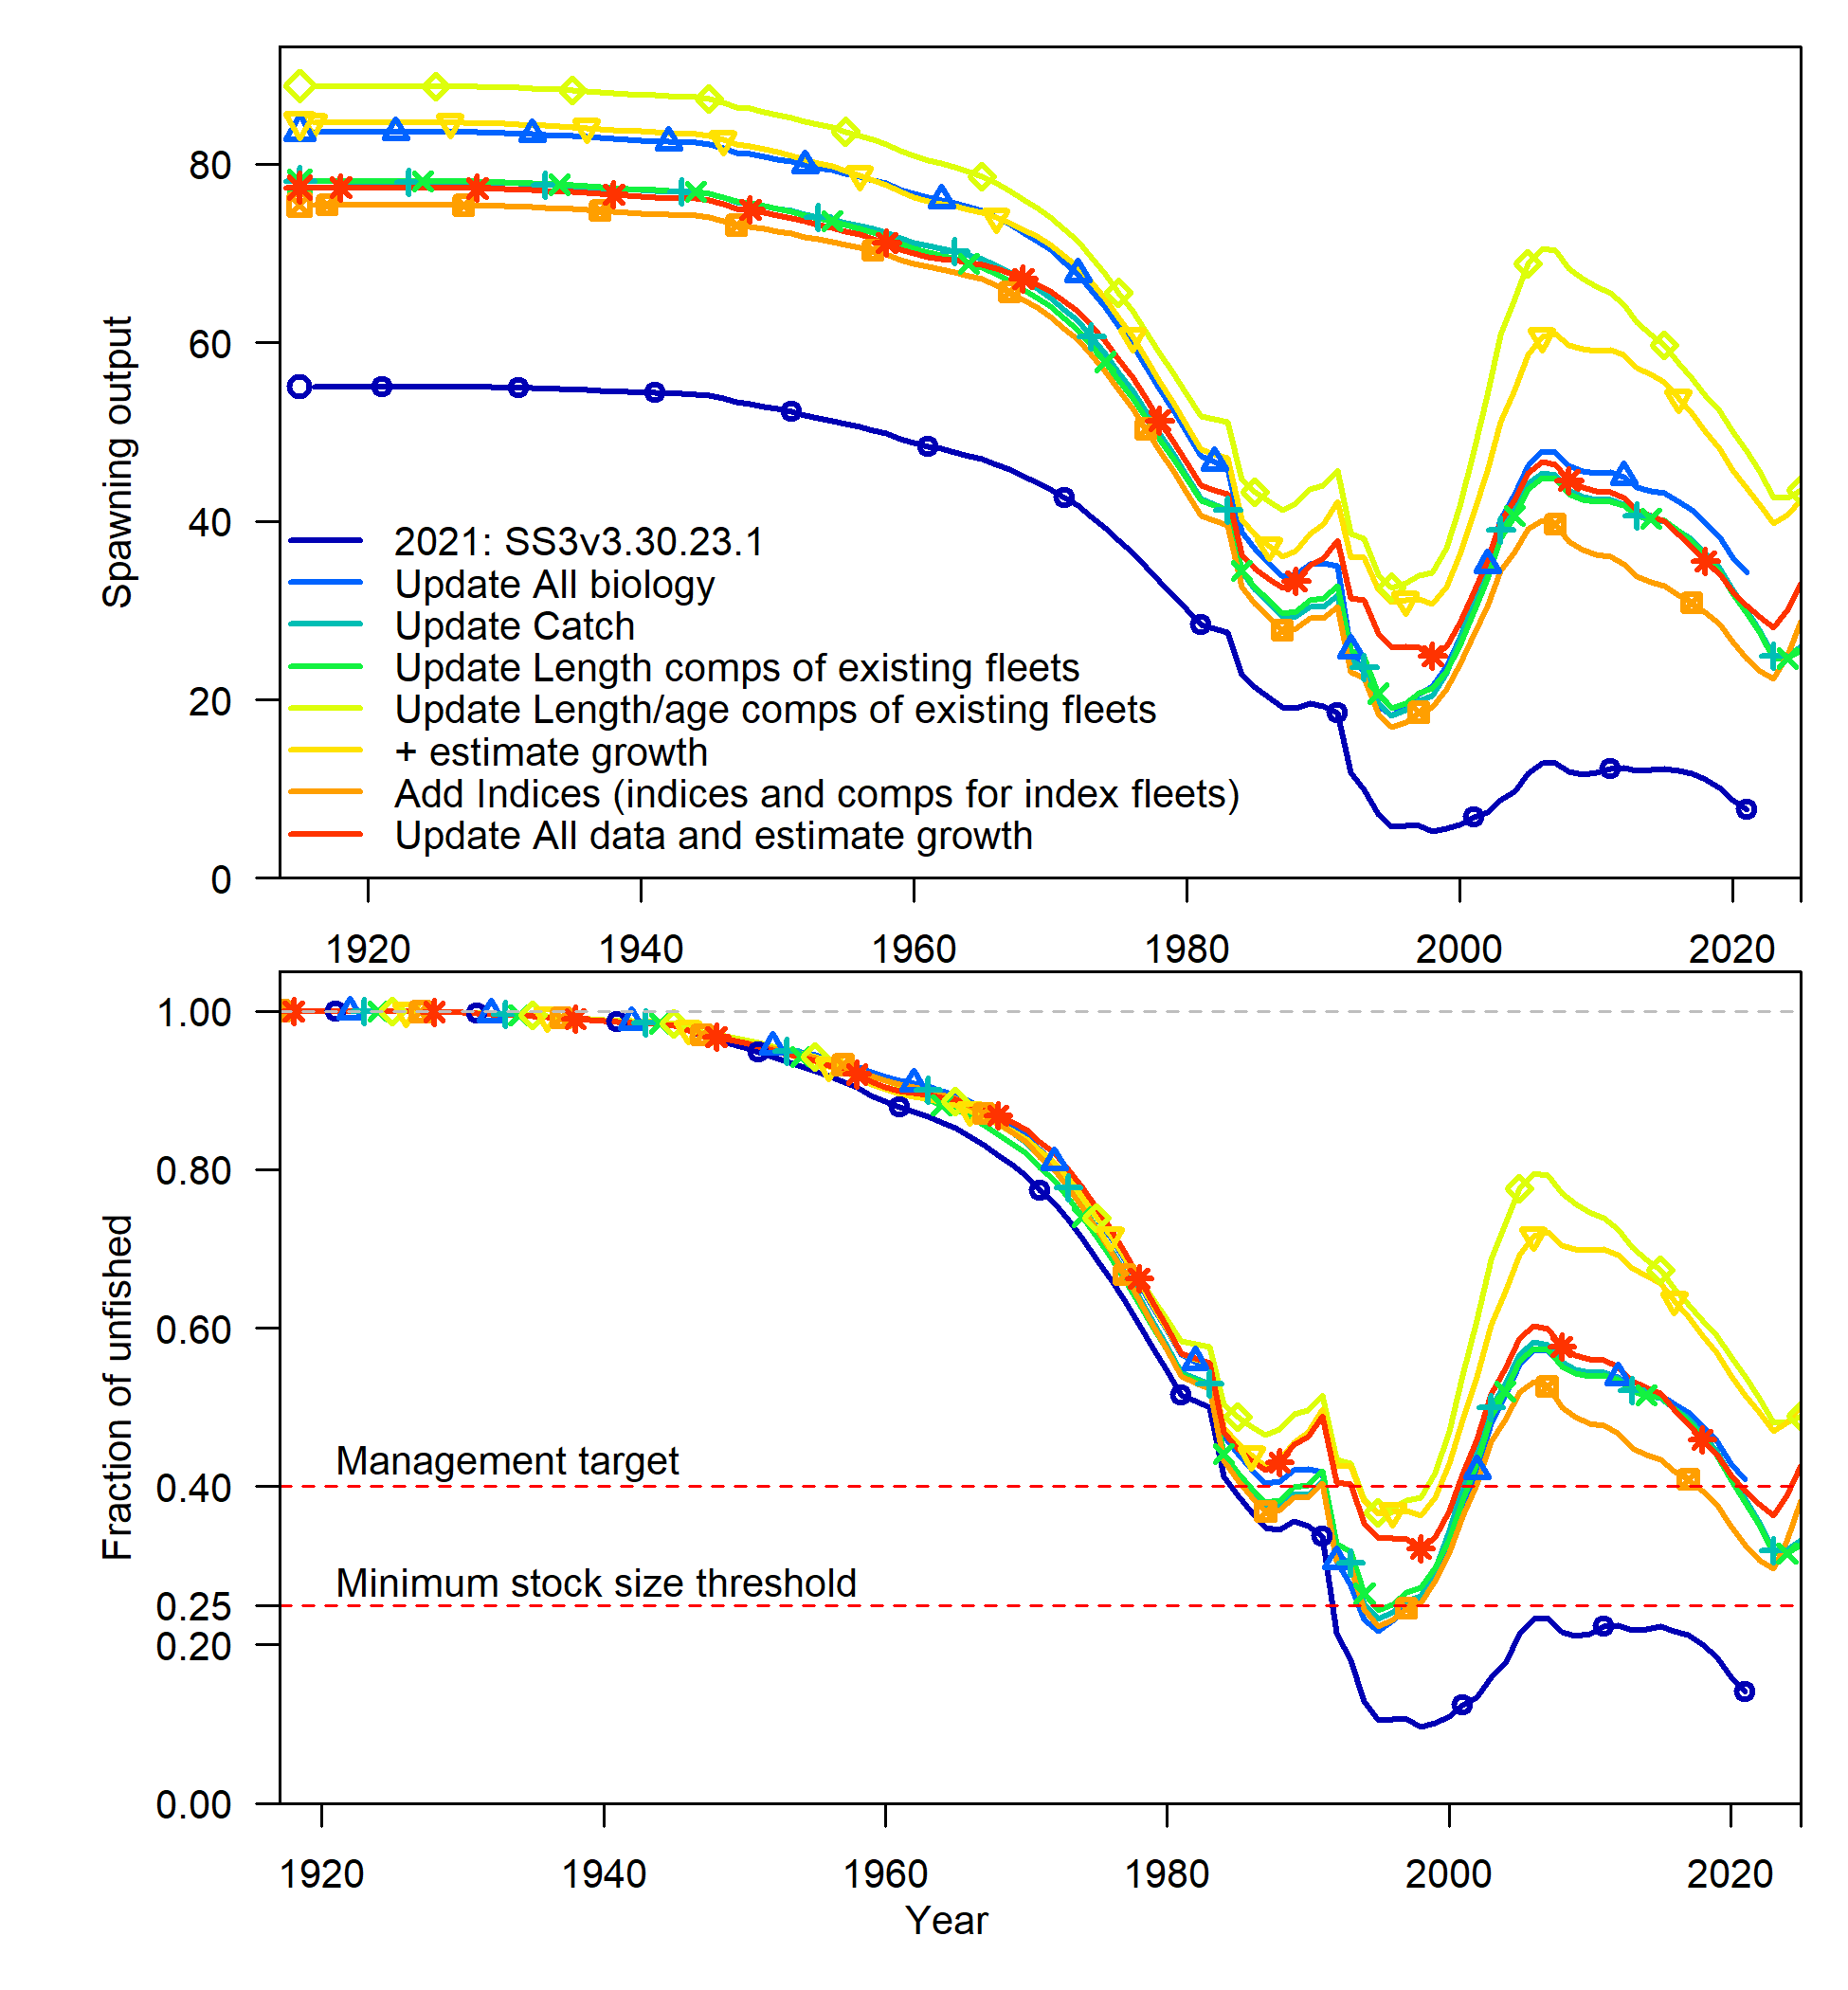 80
60
40
20
0
Spawning output
2021: SS3v3.30.23.1
Update All biology
Update Catch
Update Length comps of existing fleets
Update Length/age comps of existing fleets
+ estimate growth
Add Indices (indices and comps for index fleets)
Update All data and estimate growth
1920 1940 1960 1980 2000 2020
1.00
0.80
0.60
0.40
0.25
0.20
0.00
Fraction of unfished
Management target
Minimum stock size threshold
1920 1940 1960 1980 2000 2020
Year